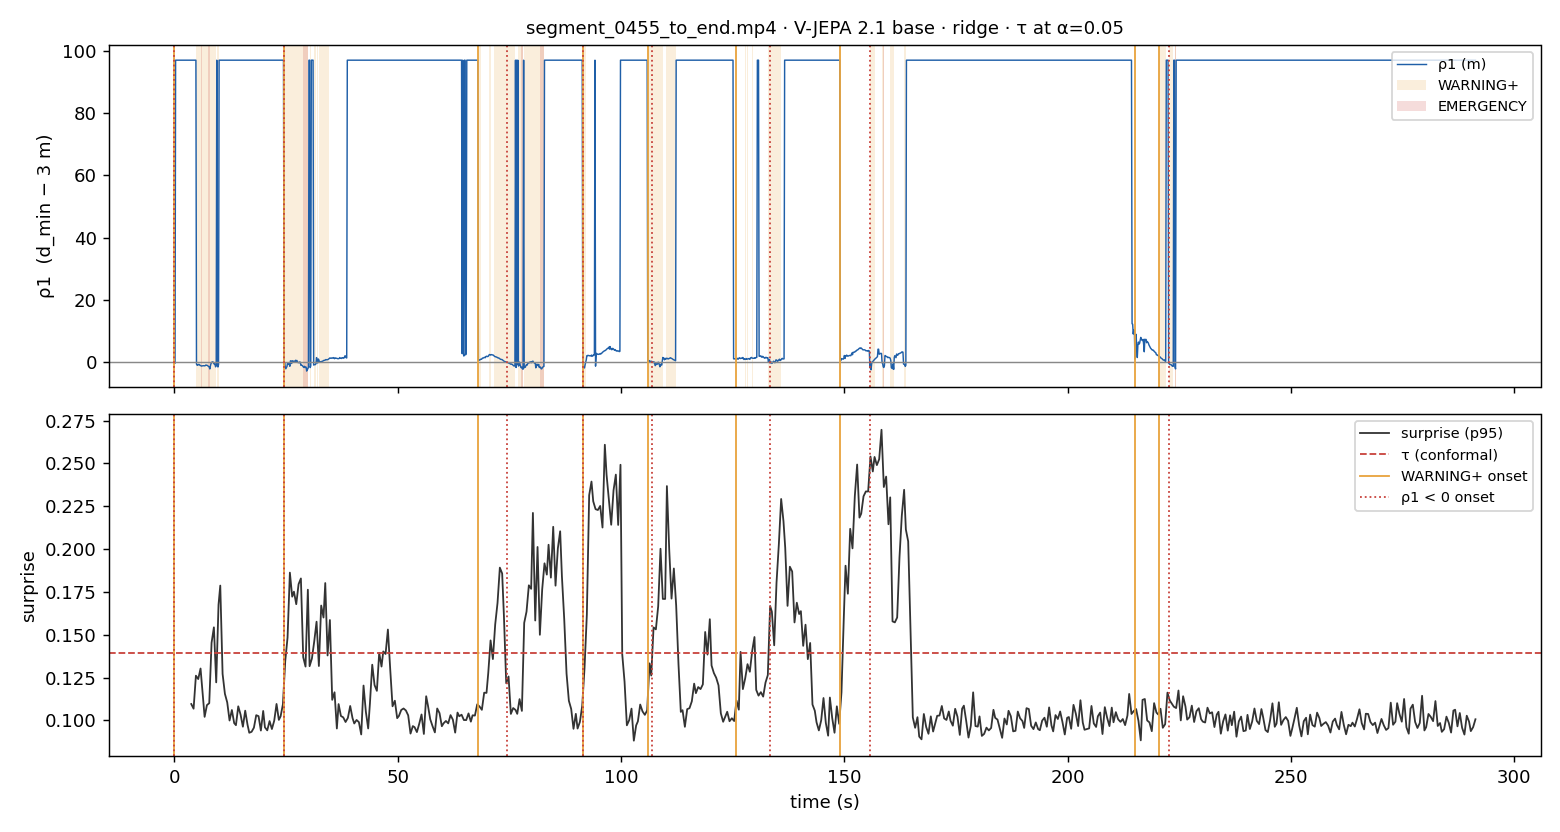 segment_0455_to_end.mp4 · V-JEPA 2.1 base · ridge · τ at α=0.05
100
80
60
40
20
0
ρ1 (d_min − 3 m)
ρ1 (m)
WARNING+
EMERGENCY
0.275
0.250
0.225
0.200
0.175
0.150
0.125
0.100
surprise
surprise (p95)
τ (conformal)
WARNING+ onset
ρ1 < 0 onset
0 50 100 150 200 250 300
time (s)